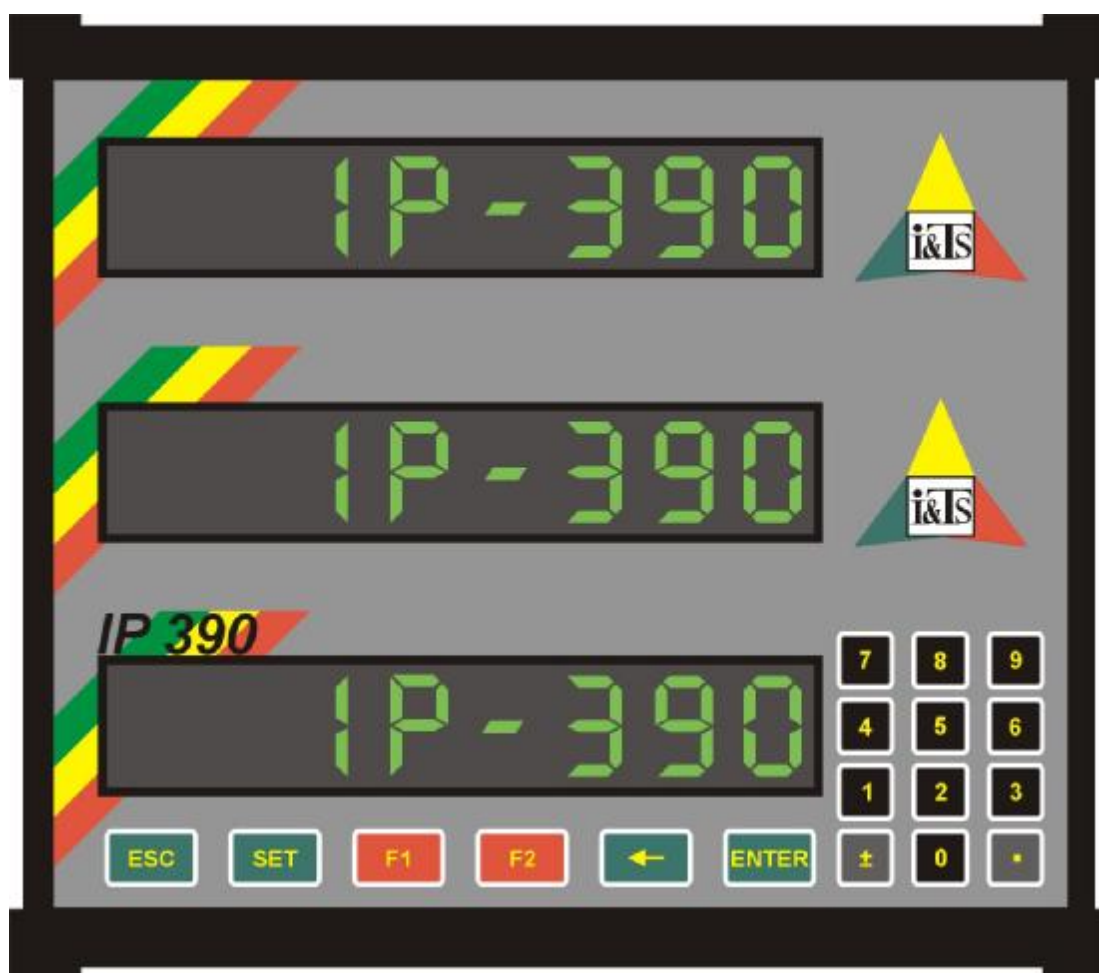 IP-390
i&TS
IP-390
i&TS
IP 390
IP-390
7 8 9
4 5 6
1 2 3
ESC SET F1 F2 ← ENTER ± 0 .